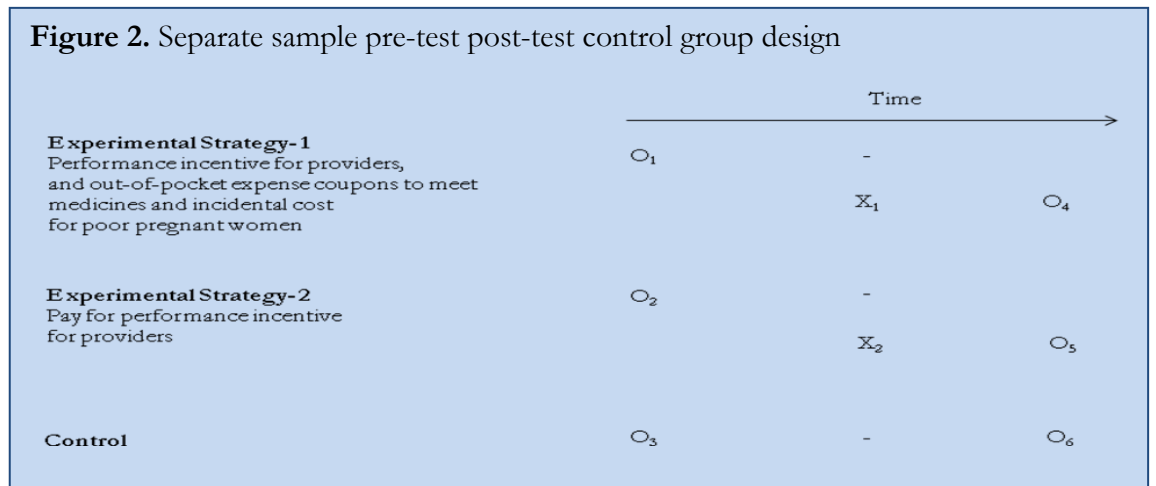 Figure 2. Separate sample pre-test post-test control group design
Time
Experimental Strategy-1
Performance incentive for providers,
and out-of-pocket expense coupons to meet
medicines and incidental cost
for poor pregnant women
O₁ -
X₁ O₄
Experimental Strategy-2
Pay for performance incentive
for providers
O₂ -
X₂ O₅
Control O₃ - O₆